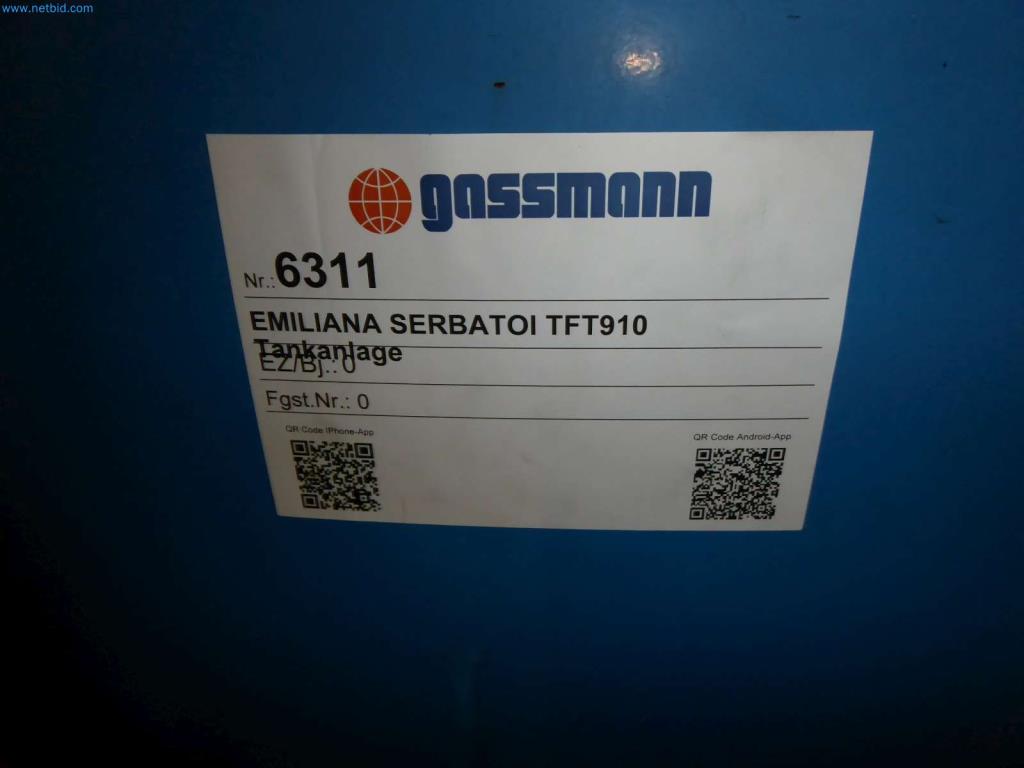 www.netbid.com
gassmann
Nr.: 6311
EMILIANA SERBATOI TFT910
Tankanlage
EZ/Bj.: 0
Fgst.Nr.: 0
QR Code IPhone-App
QR Code Android-App